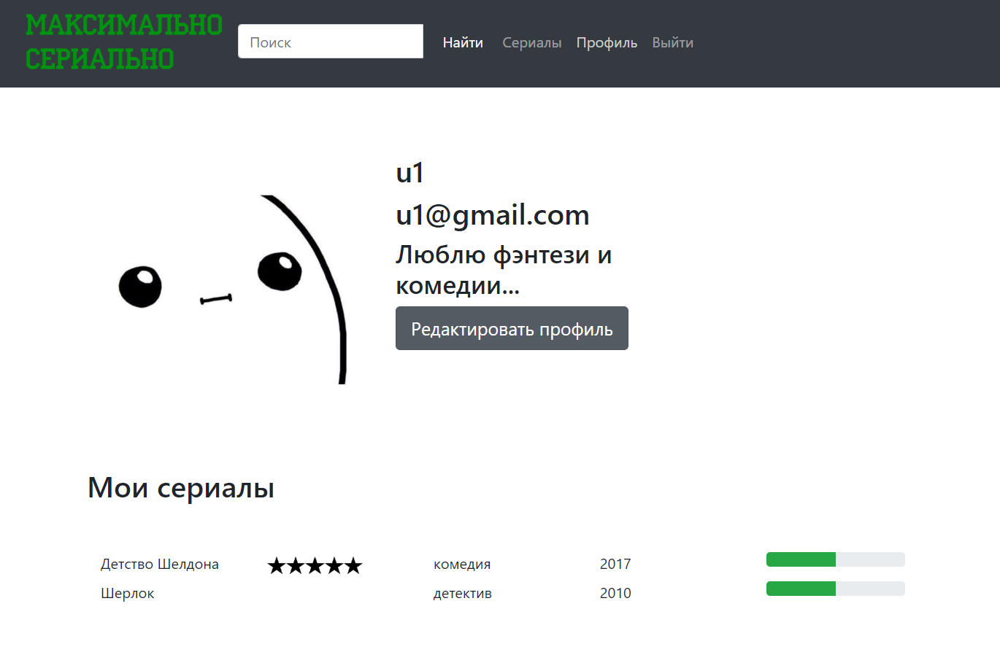 МАКСИМАЛЬНО
СЕРИАЛЬНО
Поиск Найти Сериалы Профиль Выйти
u1
u1@gmail.com
Люблю фэнтези и
комедии...
Редактировать профиль
Мои сериалы
Детство Шелдона ★★★★★ комедия 2017
Шерлок детектив 2010